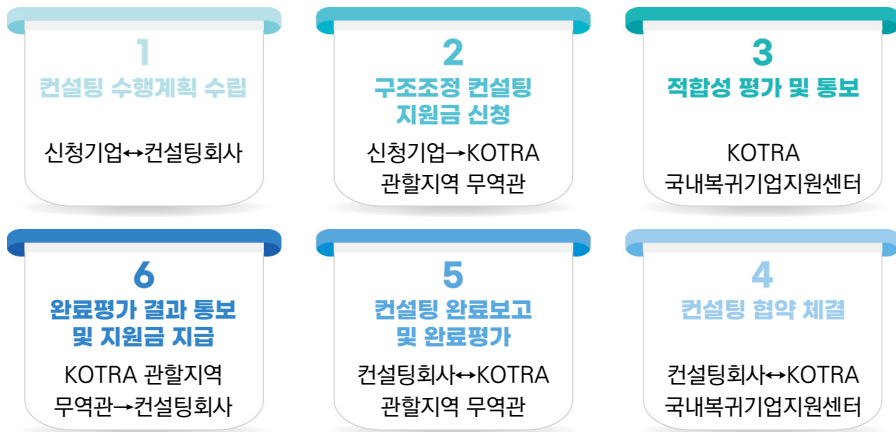 1
컨설팅 수행계획 수립
신청기업↔컨설팅회사
2
구조조정 컨설팅
지원금 신청
신청기업→KOTRA
관할지역 무역관
3
적합성 평가 및 통보
KOTRA
국내복귀기업지원센터
6
완료평가 결과 통보
및 지원금 지급
KOTRA 관할지역
무역관→컨설팅회사
5
컨설팅 완료보고
및 완료평가
컨설팅회사↔KOTRA
관할지역 무역관
4
컨설팅 협약 체결
컨설팅회사↔KOTRA
국내복귀기업지원센터